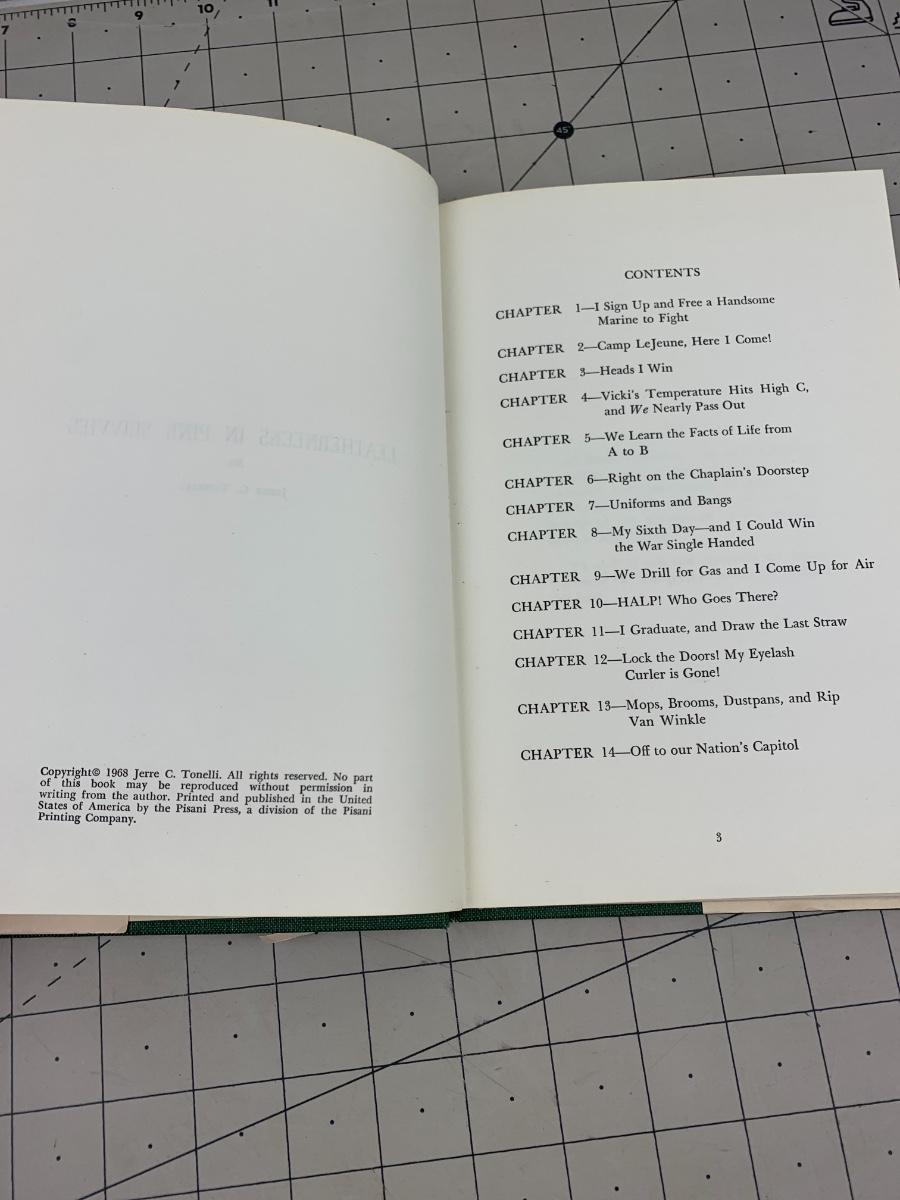 7
8
9
10
11
45°
LEATHERNECKS IN PINK
By
Jerre C. Tonelli
Copyright© 1968 Jerre C. Tonelli. All rights reserved. No part
of this book may be reproduced without permission in
writing from the author. Printed and published in the United
States of America by the Pisani Press, a division of the Pisani
Printing Company.
CONTENTS
CHAPTER 1—I Sign Up and Free a Handsome
Marine to Fight
CHAPTER 2—Camp LeJeune, Here I Come!
CHAPTER 3—Heads I Win
CHAPTER 4—Vicki's Temperature Hits High C,
and We Nearly Pass Out
CHAPTER 5—We Learn the Facts of Life from
A to B
CHAPTER 6—Right on the Chaplain's Doorstep
CHAPTER 7—Uniforms and Bangs
CHAPTER 8—My Sixth Day—and I Could Win
the War Single Handed
CHAPTER 9—We Drill for Gas and I Come Up for Air
CHAPTER 10—HALP! Who Goes There?
CHAPTER 11—I Graduate, and Draw the Last Straw
CHAPTER 12—Lock the Doors! My Eyelash
Curler is Gone!
CHAPTER 13—Mops, Brooms, Dustpans, and Rip
Van Winkle
CHAPTER 14—Off to our Nation's Capitol
3